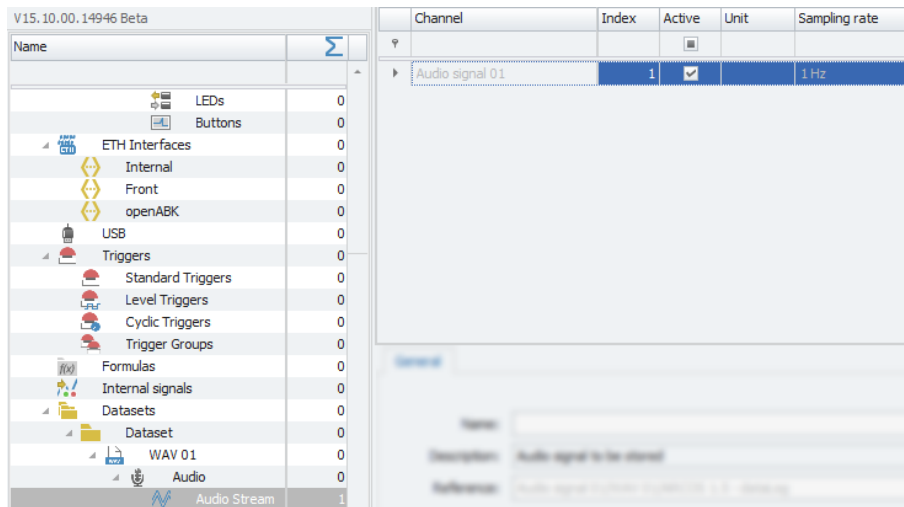 V15.10.00.14946 Beta
Name Σ
LEDs 0
Buttons 0
ETH Interfaces 0
Internal 0
Front 0
openABK 0
USB 0
Triggers 0
Standard Triggers 0
Level Triggers 0
Cyclic Triggers 0
Trigger Groups 0
f(x) Formulas 0
Internal signals 0
Datasets 0
Dataset 0
WAV 01 0
Audio 0
Audio Stream 1
Channel Index Active Unit Sampling rate
Audio signal 01 1 1 Hz
General
Name:
Description: Audio signal to be stored
Reference: